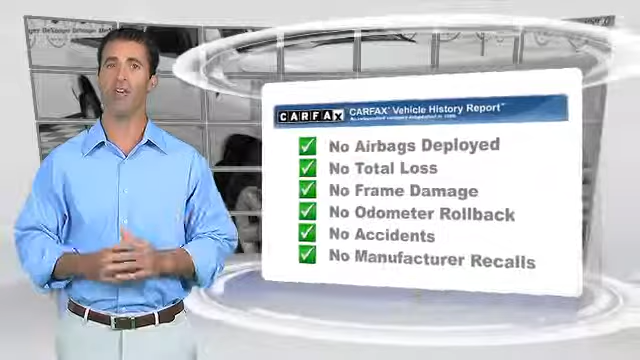 CARFAX
CARFAX Vehicle History Report™
No Airbags Deployed
No Total Loss
No Frame Damage
No Odometer Rollback
No Accidents
No Manufacturer Recalls